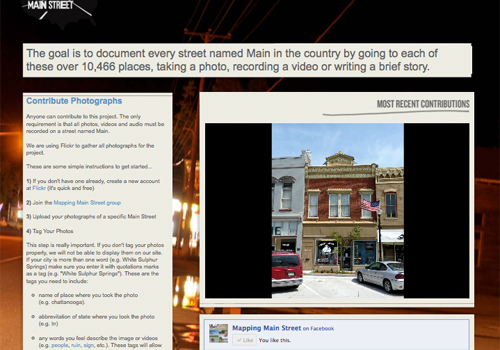 MAIN STREET
The goal is to document every street named Main in the country by going to each of
these over 10,466 places, taking a photo, recording a video or writing a brief story.
Contribute Photographs
Anyone can contribute to this project. The only
requirement is that all photos, videos and audio must be
recorded on a street named Main.
We are using Flickr to gather all photographs for the
project.
These are some simple instructions to get started...
1) If you don't have one already, create a new account
at Flickr (it's quick and free)
2) Join the Mapping Main Street group
3) Upload your photographs of a specific Main Street
4) Tag Your Photos
This step is really important. If you don't tag your photos
properly, we will not be able to display them on our site.
If your city is more than one word (e.g. White Sulphur
Springs) make sure you enter it with quotations marks
as a tag (e.g. "White Sulphur Springs"). These are the
tags you need to include:
name of place where you took the photo
(e.g. chattanooga).
abbrevitation of state where you took the photo
(e.g. tn)
any words you feel describe the image or videos
(e.g. people, ruin, sign, etc.). These tags will allow
MOST RECENT CONTRIBUTIONS
Mapping Main Street on Facebook
Like You like this.